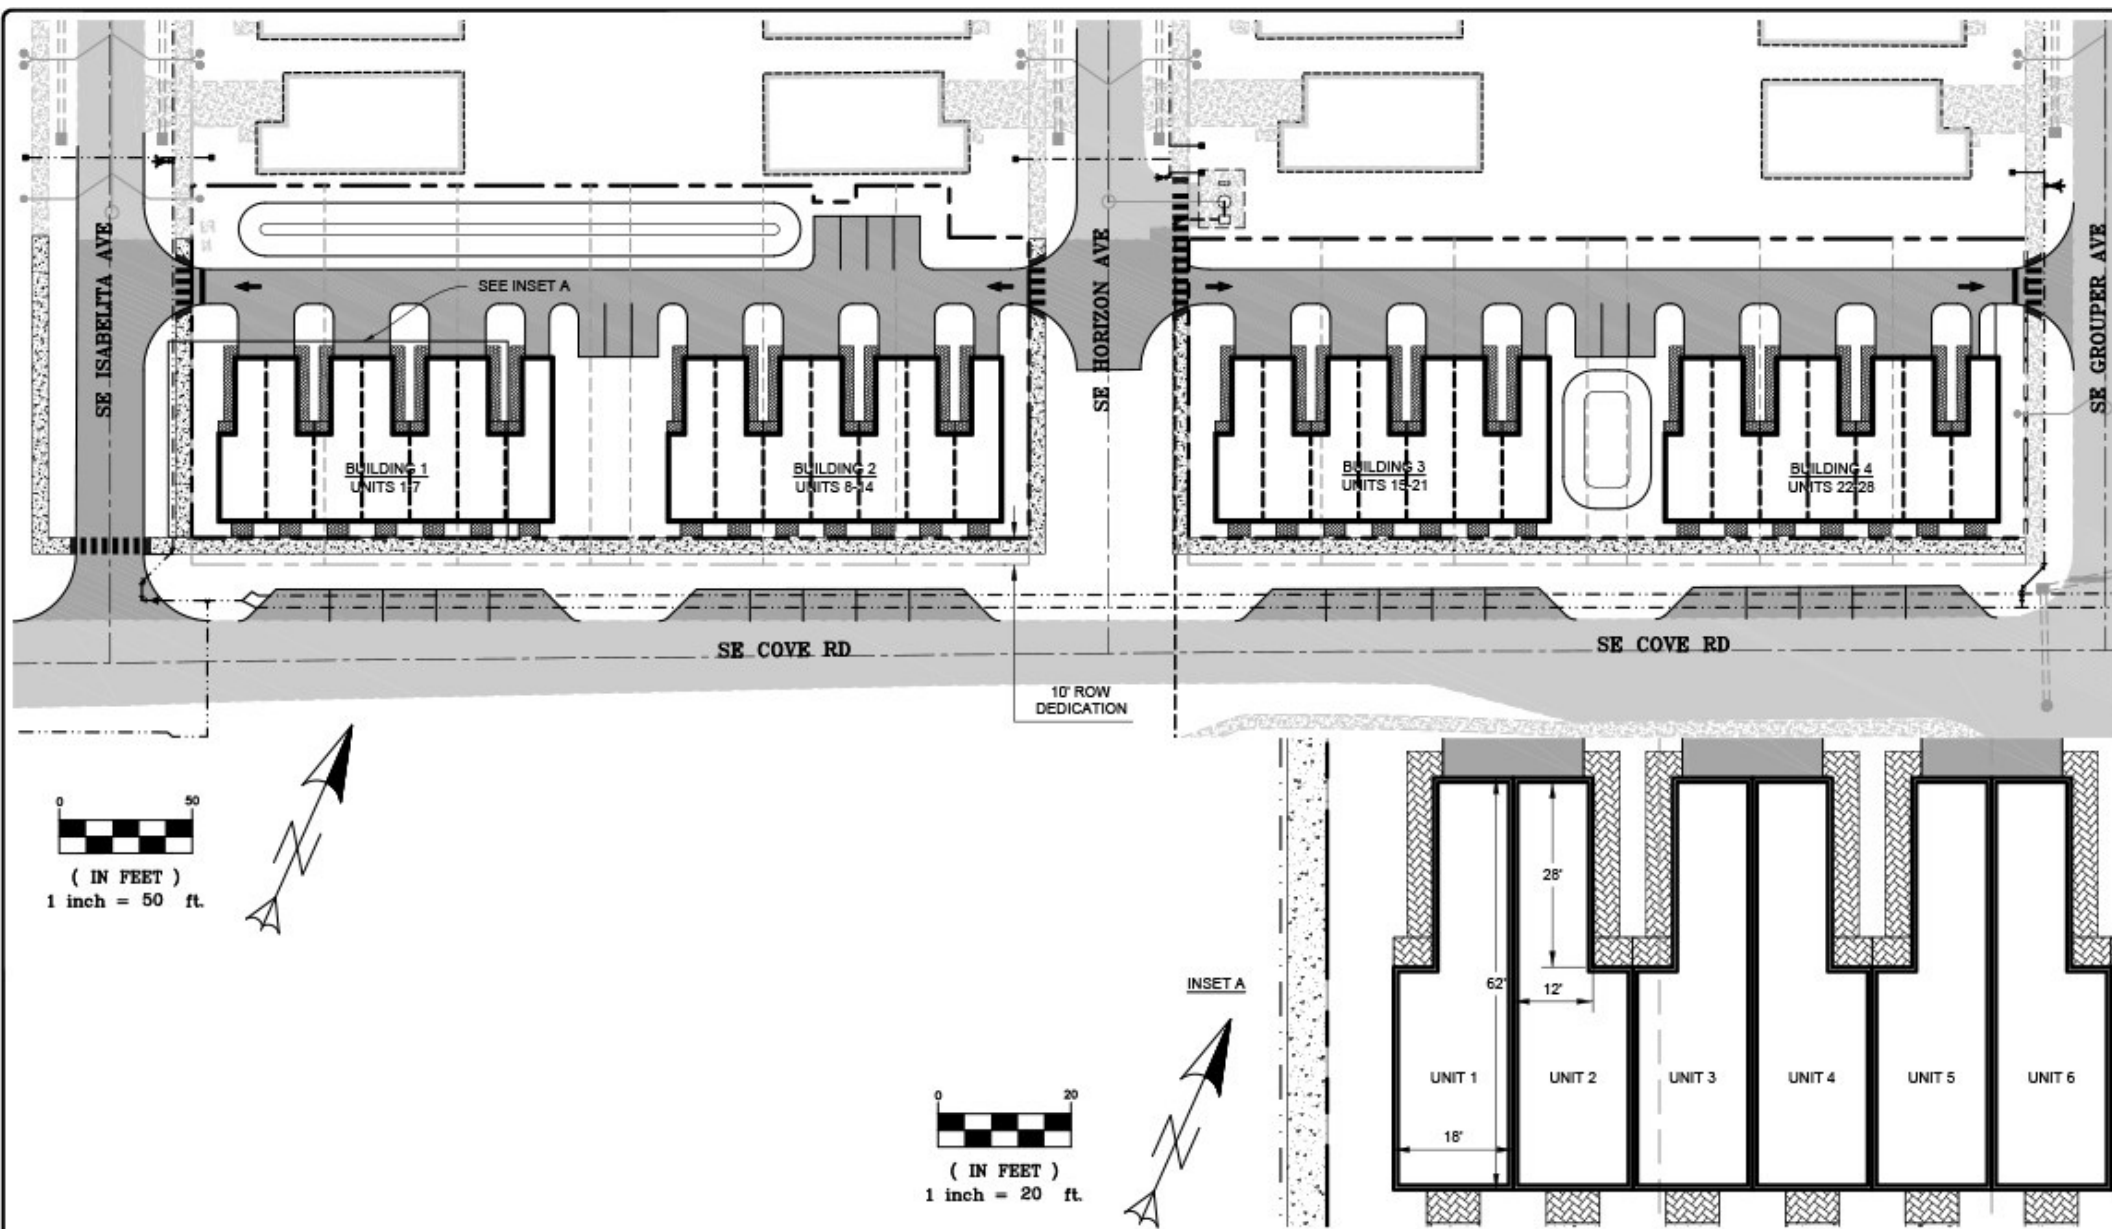 SE ISABELITA AVE
SEE INSET A
SE HORIZON AVE
SE GROUPER AVE
BUILDING 1
UNITS 1-7
BUILDING 2
UNITS 8-14
BUILDING 3
UNITS 15-21
BUILDING 4
UNITS 22-28
SE COVE RD
SE COVE RD
10' ROW
DEDICATION
0 50
( IN FEET )
1 inch = 50 ft.
N
INSET A
28'
62'
12'
UNIT 1
UNIT 2
UNIT 3
UNIT 4
UNIT 5
UNIT 6
18'
0 20
( IN FEET )
1 inch = 20 ft.
N